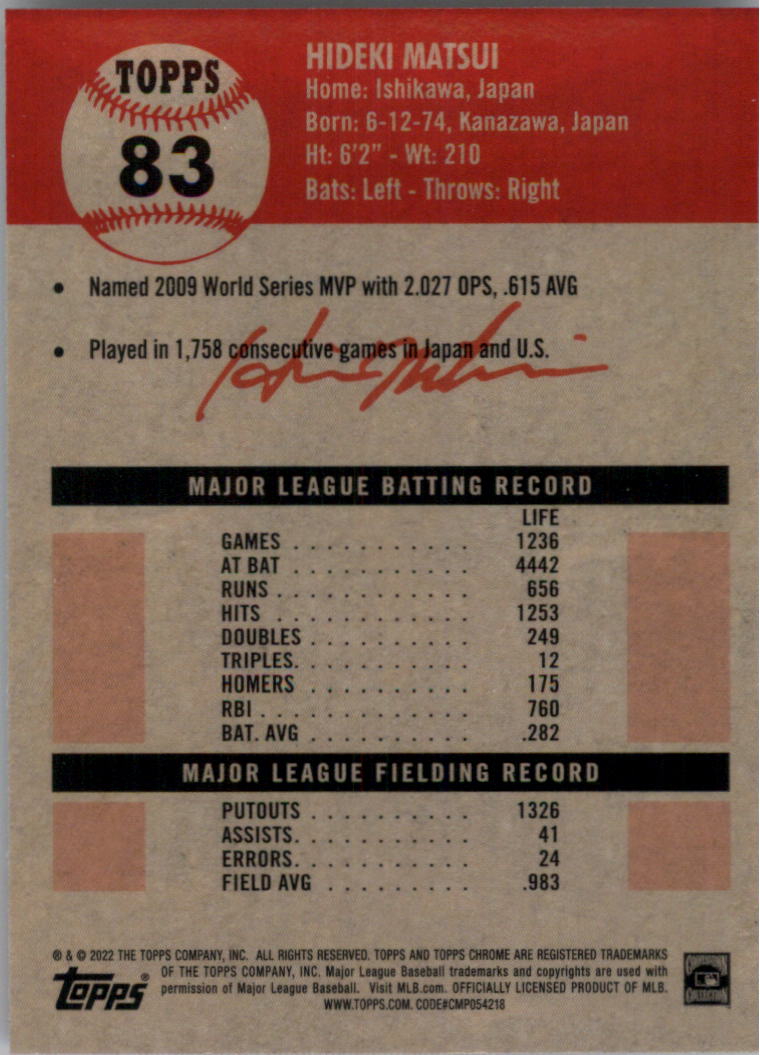 TOPPS
83
HIDEKI MATSUI
Home: Ishikawa, Japan
Born: 6-12-74, Kanazawa, Japan
Ht: 6'2" - Wt: 210
Bats: Left - Throws: Right
• Named 2009 World Series MVP with 2.027 OPS, .615 AVG
• Played in 1,758 consecutive games in Japan and U.S.
MAJOR LEAGUE BATTING RECORD
LIFE
GAMES . . . . . . . . . . . 1236
AT BAT . . . . . . . . . . . 4442
RUNS . . . . . . . . . . . . 656
HITS . . . . . . . . . . . . 1253
DOUBLES . . . . . . . . . . 249
TRIPLES. . . . . . . . . . . 12
HOMERS . . . . . . . . . . 175
RBI . . . . . . . . . . . . . 760
BAT. AVG . . . . . . . . . . .282
MAJOR LEAGUE FIELDING RECORD
PUTOUTS . . . . . . . . . . 1326
ASSISTS. . . . . . . . . . . 41
ERRORS. . . . . . . . . . . 24
FIELD AVG . . . . . . . . . .983
® & © 2022 THE TOPPS COMPANY, INC. ALL RIGHTS RESERVED. TOPPS AND TOPPS CHROME ARE REGISTERED TRADEMARKS
OF THE TOPPS COMPANY, INC. Major League Baseball trademarks and copyrights are used with
permission of Major League Baseball. Visit MLB.com. OFFICIALLY LICENSED PRODUCT OF MLB.
WWW.TOPPS.COM. CODE#CMP054218
Topps®